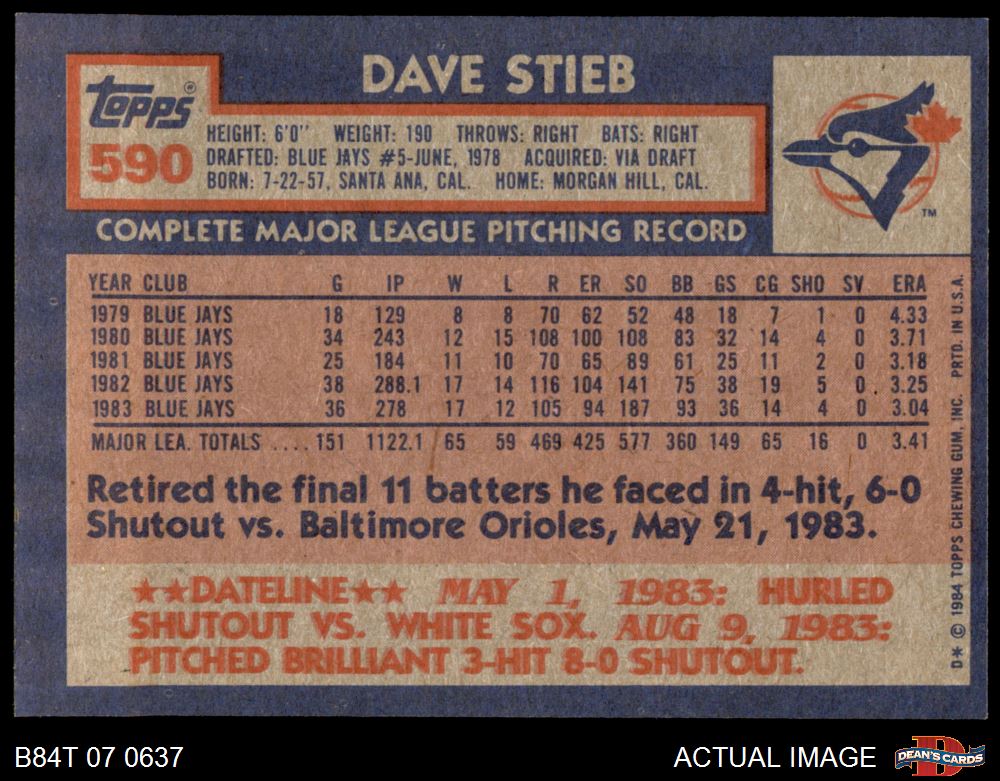 DAVE STIEB
topps®
590
HEIGHT: 6'0" WEIGHT: 190 THROWS: RIGHT BATS: RIGHT
DRAFTED: BLUE JAYS #5-JUNE, 1978 ACQUIRED: VIA DRAFT
BORN: 7-22-57, SANTA ANA, CAL. HOME: MORGAN HILL, CAL.
TM
COMPLETE MAJOR LEAGUE PITCHING RECORD
YEAR CLUB G IP W L R ER SO BB GS CG SHO SV ERA
1979 BLUE JAYS 18 129 8 8 70 62 52 48 18 7 1 0 4.33
1980 BLUE JAYS 34 243 12 15 108 100 108 83 32 14 4 0 3.71
1981 BLUE JAYS 25 184 11 10 70 65 89 61 25 11 2 0 3.18
1982 BLUE JAYS 38 288.1 17 14 116 104 141 75 38 19 5 0 3.25
1983 BLUE JAYS 36 278 17 12 105 94 187 93 36 14 4 0 3.04
MAJOR LEA. TOTALS .... 151 1122.1 65 59 469 425 577 360 149 65 16 0 3.41
Retired the final 11 batters he faced in 4-hit, 6-0
Shutout vs. Baltimore Orioles, May 21, 1983.
★★DATELINE★★ MAY 1, 1983: HURLED
SHUTOUT VS. WHITE SOX. AUG 9, 1983:
PITCHED BRILLIANT 3-HIT 8-0 SHUTOUT.
D* © 1984 TOPPS CHEWING GUM, INC. PRTD. IN U.S.A.
B84T 07 0637
ACTUAL IMAGE
D
DEAN'S CARDS